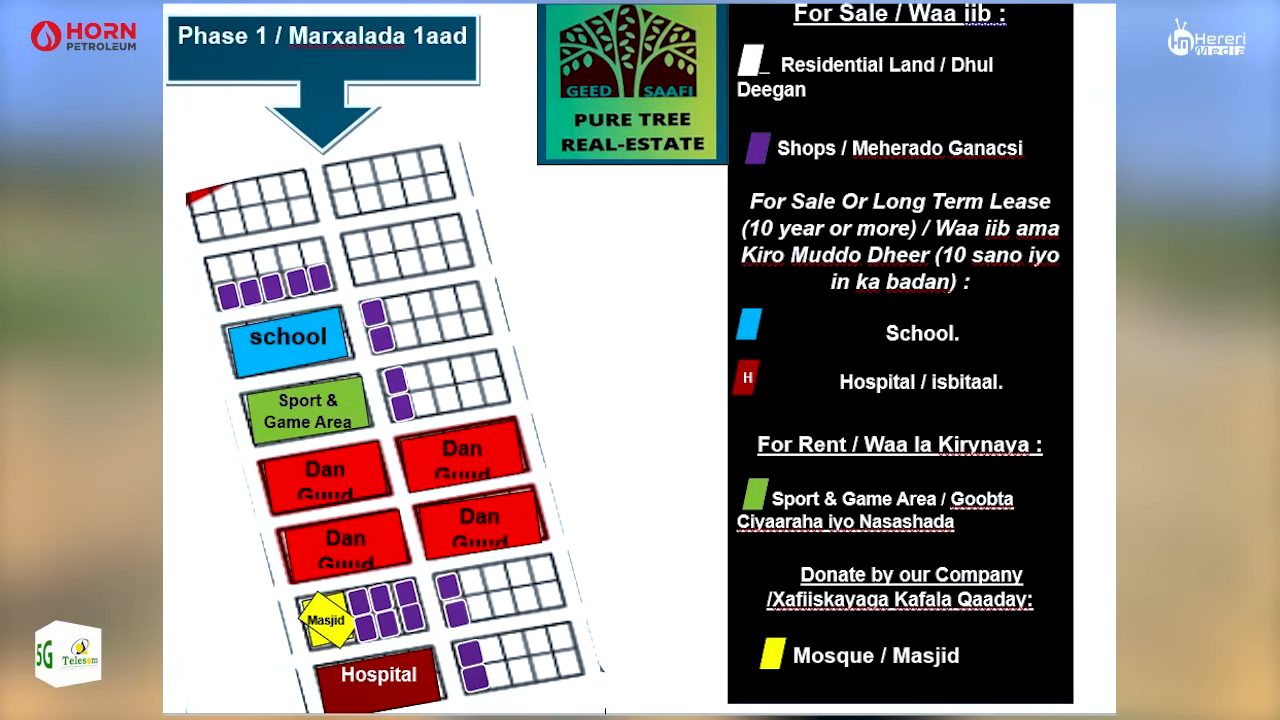 HORN
PETROLEUM
Phase 1 / Marxalada 1aad
GEED SAAFI
PURE TREE
REAL-ESTATE
For Sale / Waa iib :
Residential Land / Dhul
Deegan
Shops / Meherado Ganacsi
For Sale Or Long Term Lease
(10 year or more) / Waa iib ama
Kiro Muddo Dheer (10 sano iyo
in ka badan) :
School.
H
Hospital / isbitaal.
For Rent / Waa la Kirynaya :
Sport & Game Area / Goobta
Ciyaaraha iyo Nasashada
Donate by our Company
/Xafiiskayaga Kafala Qaaday:
Mosque / Masjid
Hereri
Media
school
Sport &
Game Area
Dan
Guud
Dan
Guud
Dan
Guud
Dan
Guud
Masjid
Hospital
5G
Telesom